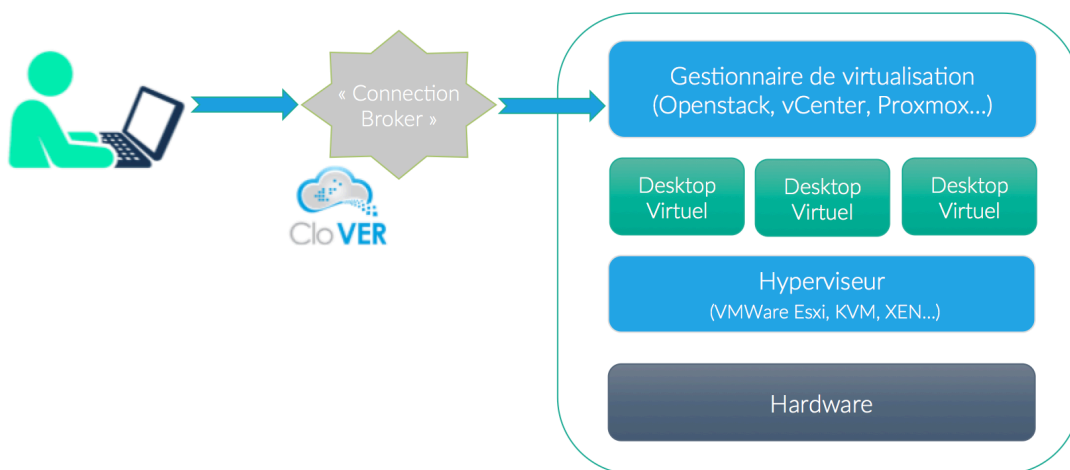 « Connection
Broker »
CloVER
Gestionnaire de virtualisation
(Openstack, vCenter, Proxmox...)
Desktop
Virtuel
Desktop
Virtuel
Desktop
Virtuel
Hyperviseur
(VMWare Esxi, KVM, XEN...)
Hardware